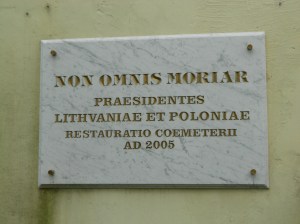 NON OMNIS MORIAR
PRAESIDENTES
LITHVANIAE ET POLONIAE
RESTAURATIO COEMETERII
AD 2005